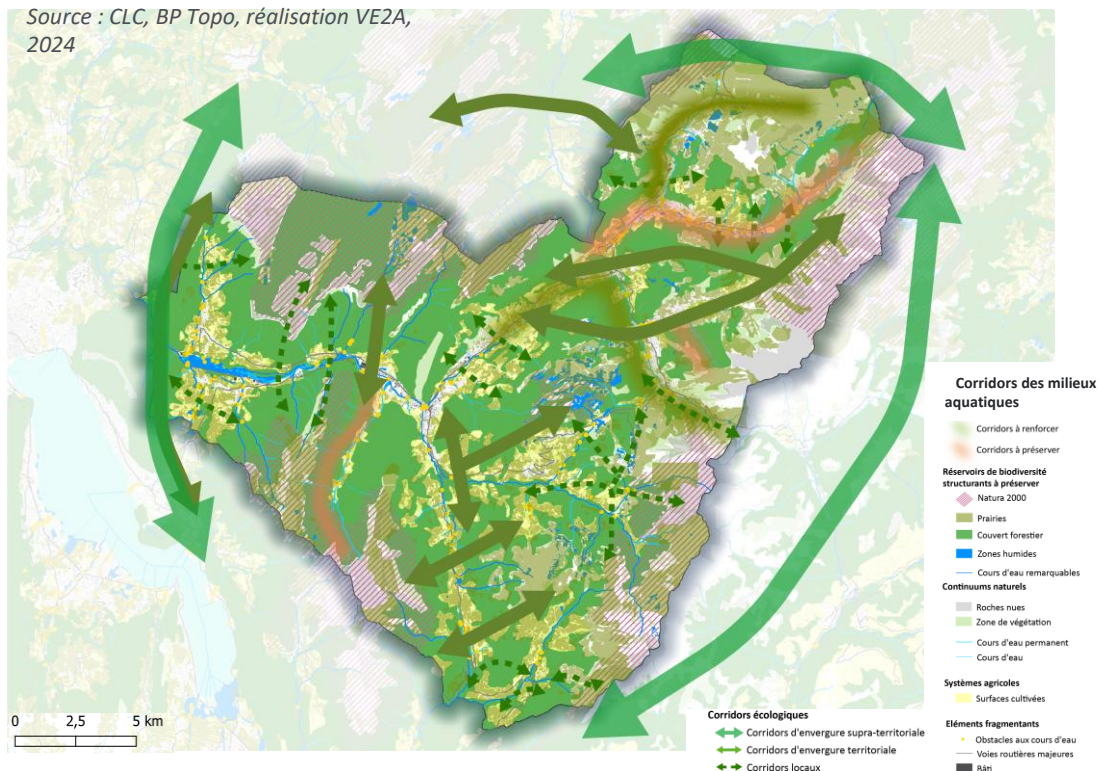 Source : CLC, BP Topo, réalisation VE2A,
2024
0 2,5 5 km
Corridors des milieux
aquatiques
Corridors à renforcer
Corridors à préserver
Réservoirs de biodiversité
structurants à préserver
Natura 2000
Prairies
Couvert forestier
Zones humides
Cours d'eau remarquables
Continuums naturels
Roches nues
Zone de végétation
Cours d'eau permanent
Cours d'eau
Systèmes agricoles
Surfaces cultivées
Eléments fragmentants
Obstacles aux cours d'eau
Voies routières majeures
Bâti
Corridors écologiques
Corridors d'envergure supra-territoriale
Corridors d'envergure territoriale
Corridors locaux